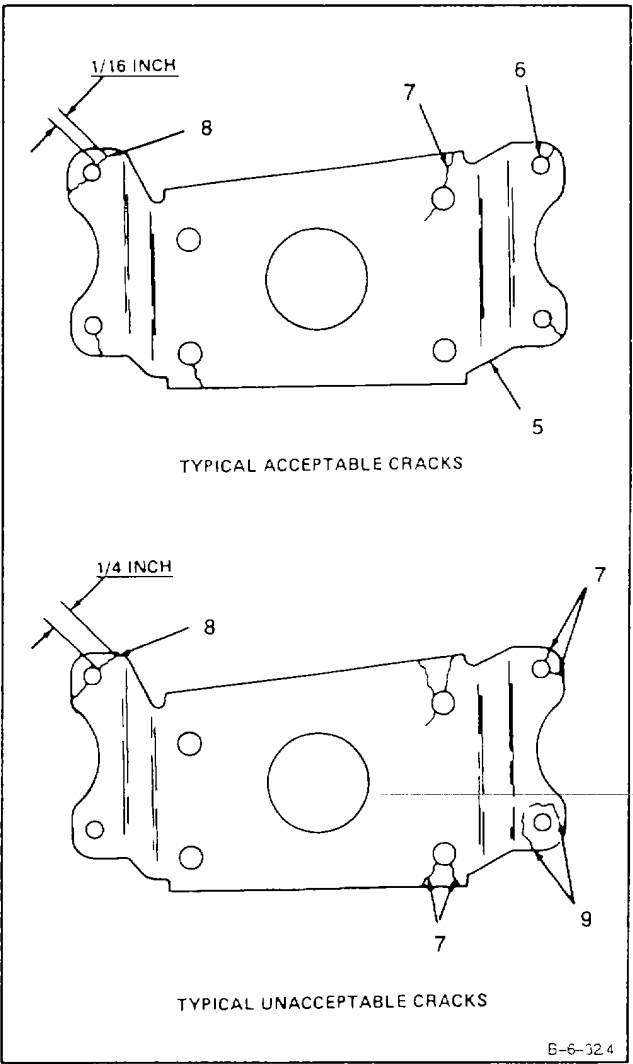 1/16 INCH
6
7
8
5
TYPICAL ACCEPTABLE CRACKS
1/4 INCH
7
8
9
7
TYPICAL UNACCEPTABLE CRACKS
B-6-32.4